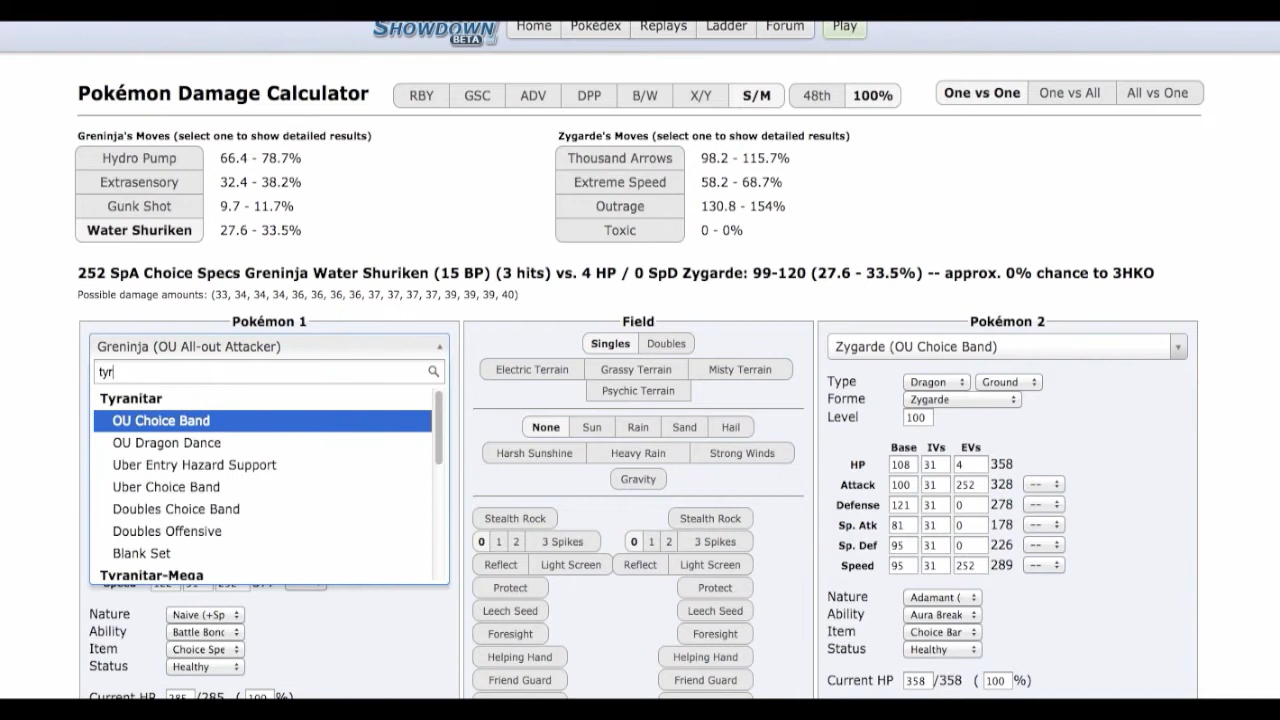 SHOWDOWN BETA
Home Pokédex Replays Ladder Forum Play
Pokémon Damage Calculator RBY GSC ADV DPP B/W X/Y S/M 48th 100% One vs One One vs All All vs One
Greninja's Moves (select one to show detailed results) Zygarde's Moves (select one to show detailed results)
Hydro Pump 66.4 - 78.7% Thousand Arrows 98.2 - 115.7%
Extrasensory 32.4 - 38.2% Extreme Speed 58.2 - 68.7%
Gunk Shot 9.7 - 11.7% Outrage 130.8 - 154%
Water Shuriken 27.6 - 33.5% Toxic 0 - 0%
252 SpA Choice Specs Greninja Water Shuriken (15 BP) (3 hits) vs. 4 HP / 0 SpD Zygarde: 99-120 (27.6 - 33.5%) -- approx. 0% chance to 3HKO
Possible damage amounts: (33, 34, 34, 34, 36, 36, 36, 36, 37, 37, 37, 37, 39, 39, 39, 40)
Pokémon 1
Greninja (OU All-out Attacker)
tyr
Tyranitar
OU Choice Band
OU Dragon Dance
Uber Entry Hazard Support
Uber Choice Band
Doubles Choice Band
Doubles Offensive
Blank Set
Tyranitar-Mega
Nature Naive (+Sp
Ability Battle Bonc
Item Choice Spe
Status Healthy
Current HP 285/285 ( 100 %)
Field
Singles Doubles
Electric Terrain Grassy Terrain Misty Terrain
Psychic Terrain
None Sun Rain Sand Hail
Harsh Sunshine Heavy Rain Strong Winds
Gravity
Stealth Rock Stealth Rock
0 1 2 3 Spikes 0 1 2 3 Spikes
Reflect Light Screen Reflect Light Screen
Protect Protect
Leech Seed Leech Seed
Foresight Foresight
Helping Hand Helping Hand
Friend Guard Friend Guard
Pokémon 2
Zygarde (OU Choice Band)
Type Dragon Ground
Forme Zygarde
Level 100
Base IVs EVs
HP 108 31 4 358
Attack 100 31 252 328 --
Defense 121 31 0 278 --
Sp. Atk 81 31 0 178 --
Sp. Def 95 31 0 226 --
Speed 95 31 252 289 --
Nature Adamant (
Ability Aura Break
Item Choice Bar
Status Healthy
Current HP 358 /358 ( 100 %)